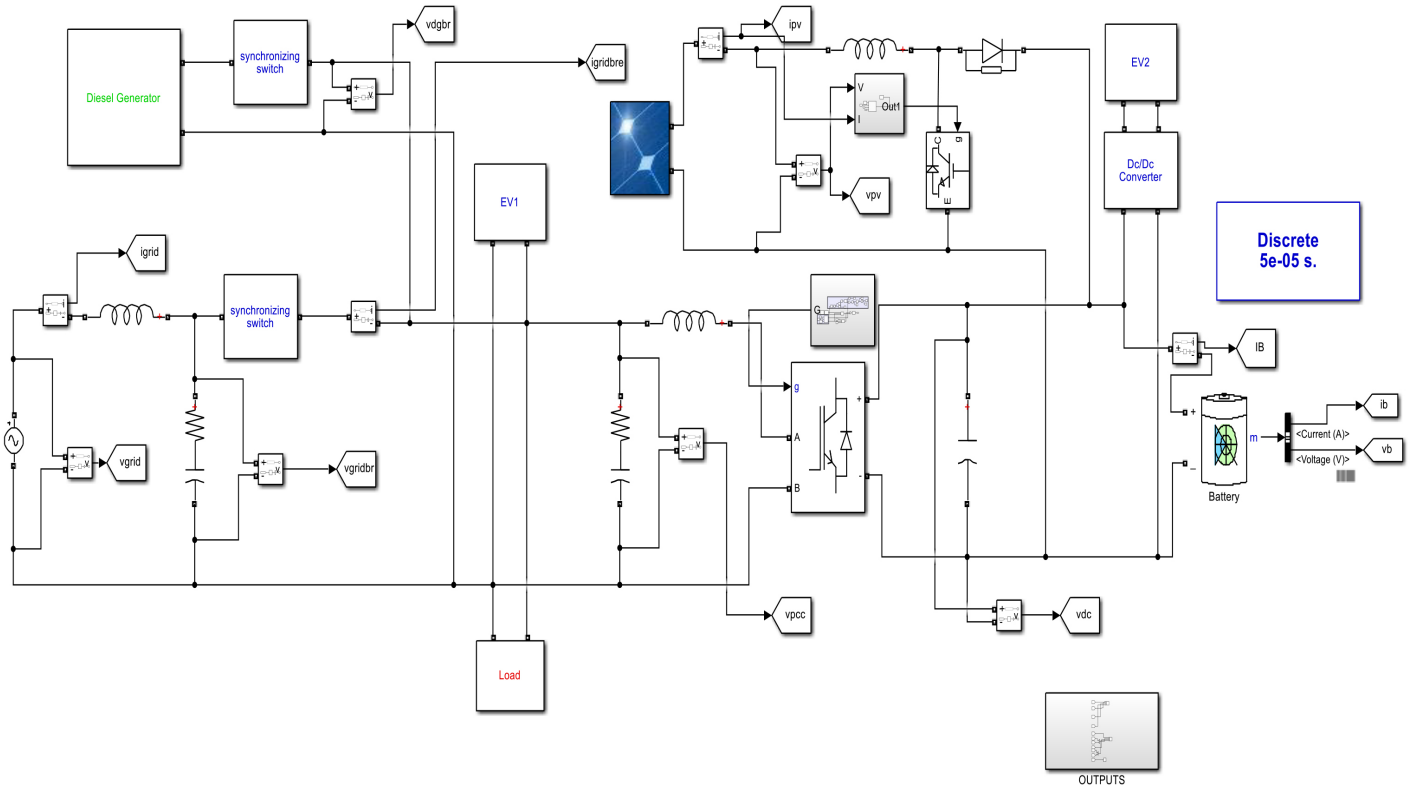 vdgbr
ipv
synchronizing
switch
igridbre
EV2
Diesel Generator
v
V
I
Out1
C
g
E
v
vpv
Dc/Dc
Converter
EV1
Discrete
5e-05 s.
igrid
synchronizing
switch
G
IB
g
A
B
+
-
+
_
m
ib
<Current (A)>
<Voltage (V)>
vb
Battery
v
vgrid
v
vgridbr
v
vpcc
v
vdc
Load
OUTPUTS